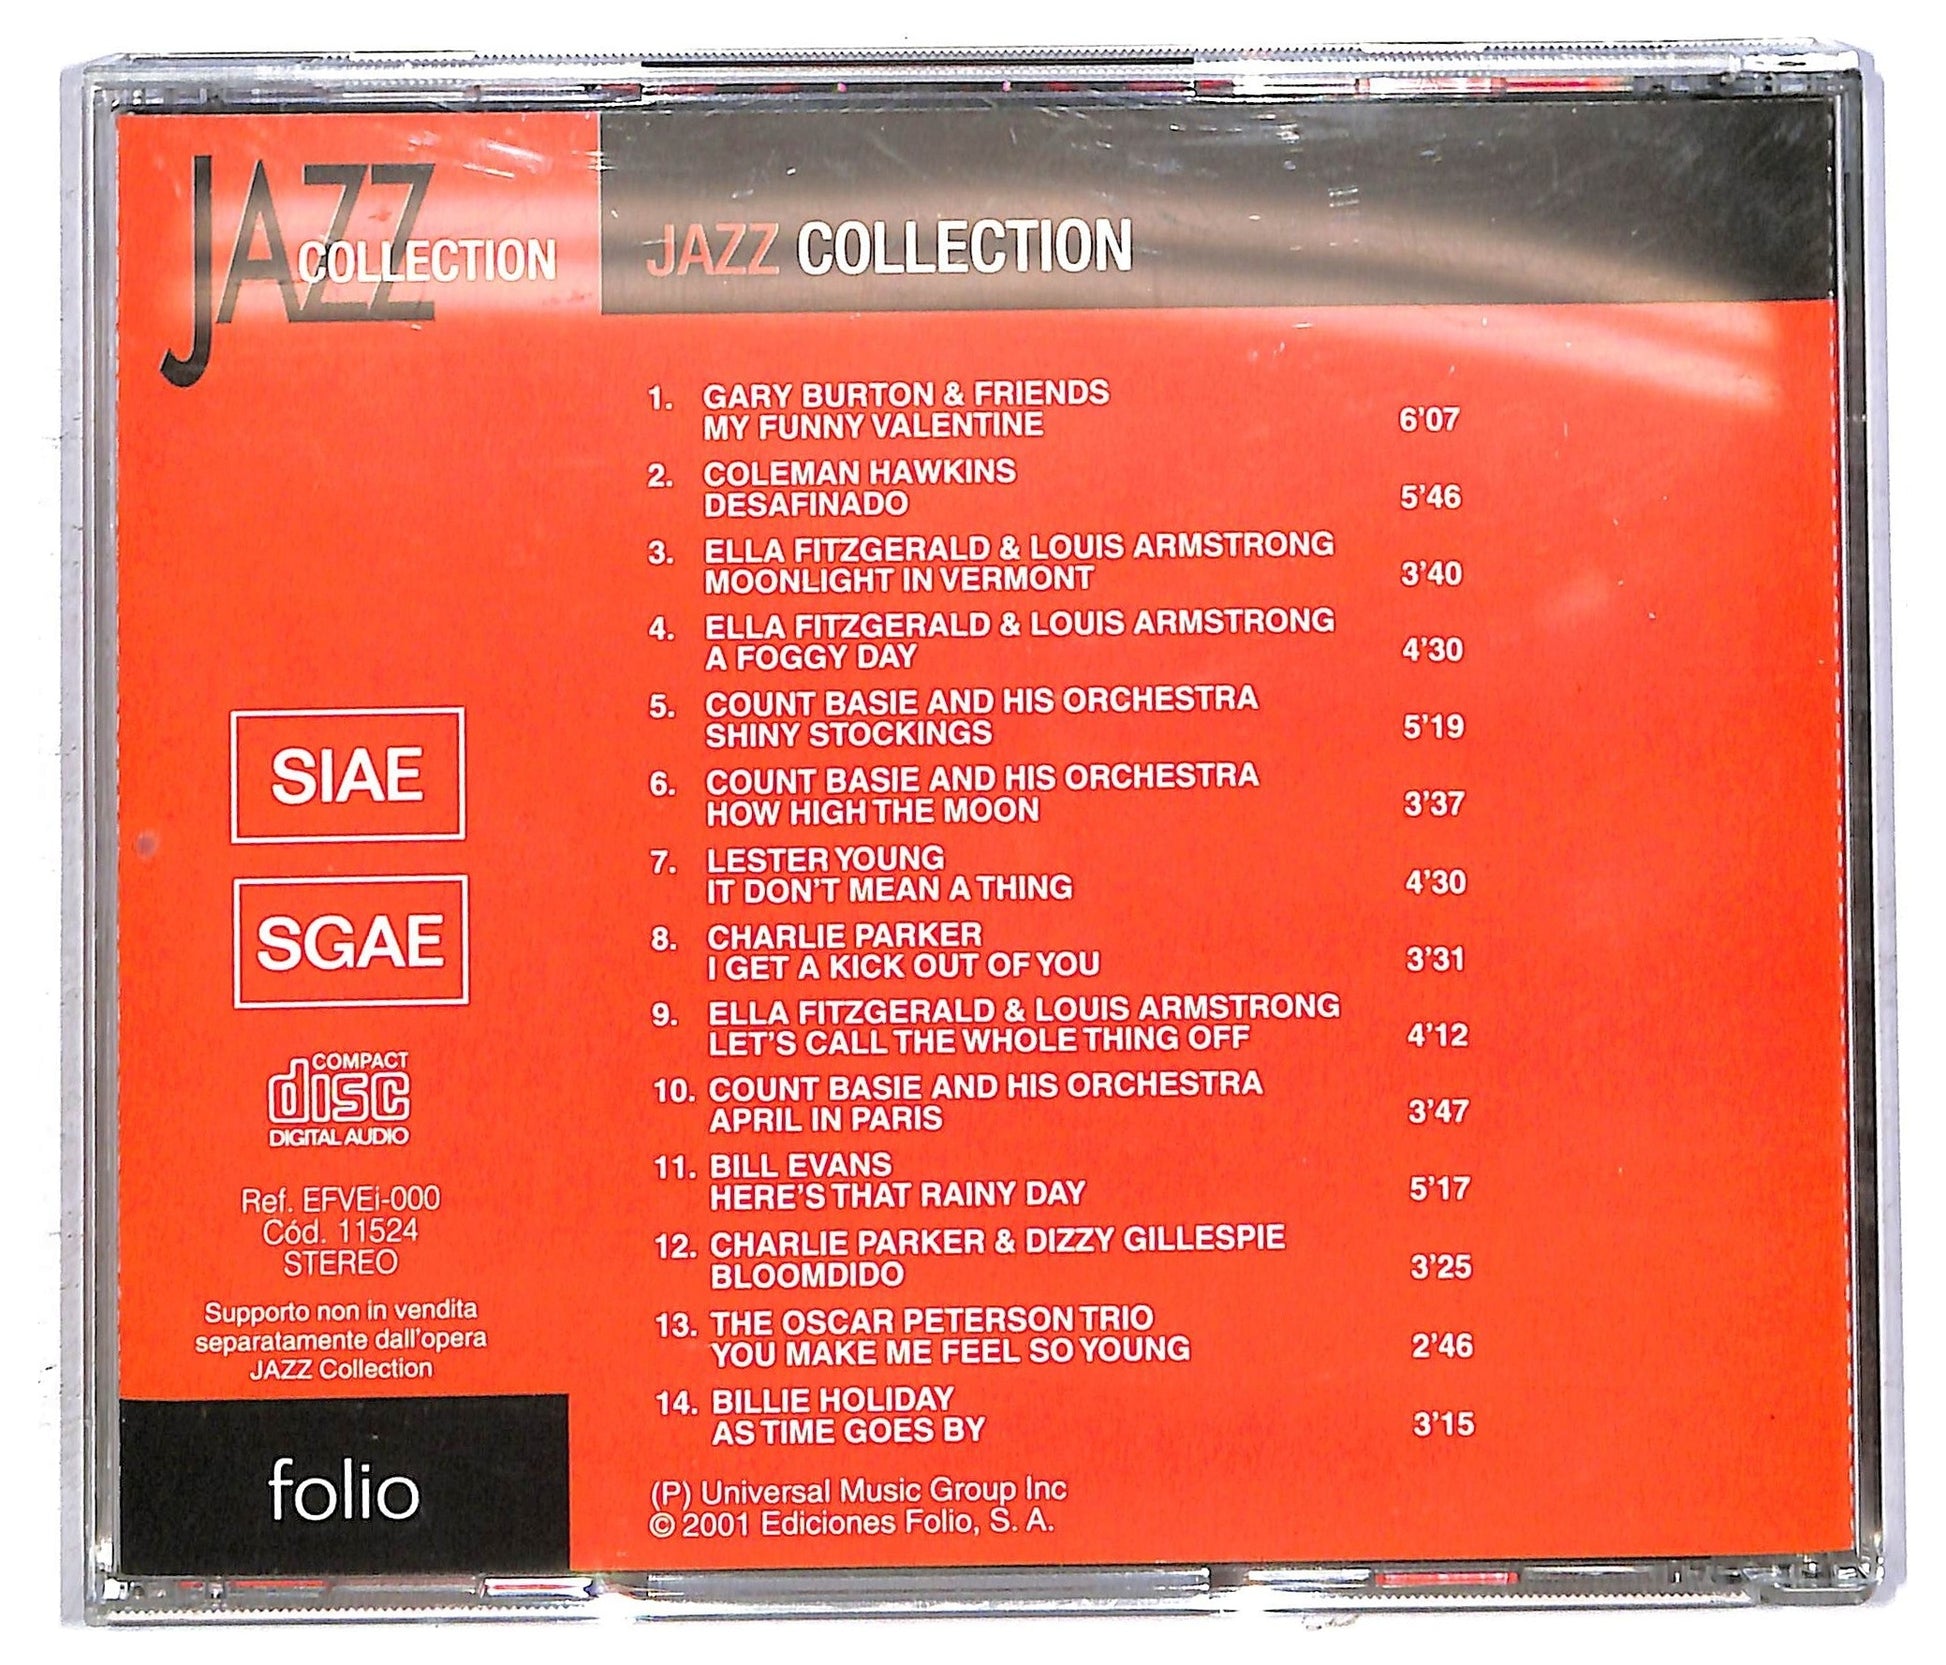 JAZZ
COLLECTION
JAZZ COLLECTION
1. GARY BURTON & FRIENDS
MY FUNNY VALENTINE 6'07
2. COLEMAN HAWKINS
DESAFINADO 5'46
3. ELLA FITZGERALD & LOUIS ARMSTRONG
MOONLIGHT IN VERMONT 3'40
4. ELLA FITZGERALD & LOUIS ARMSTRONG
A FOGGY DAY 4'30
5. COUNT BASIE AND HIS ORCHESTRA
SHINY STOCKINGS 5'19
6. COUNT BASIE AND HIS ORCHESTRA
HOW HIGH THE MOON 3'37
7. LESTER YOUNG
IT DON'T MEAN A THING 4'30
8. CHARLIE PARKER
I GET A KICK OUT OF YOU 3'31
9. ELLA FITZGERALD & LOUIS ARMSTRONG
LET'S CALL THE WHOLE THING OFF 4'12
10. COUNT BASIE AND HIS ORCHESTRA
APRIL IN PARIS 3'47
11. BILL EVANS
HERE'S THAT RAINY DAY 5'17
12. CHARLIE PARKER & DIZZY GILLESPIE
BLOOMDIDO 3'25
13. THE OSCAR PETERSON TRIO
YOU MAKE ME FEEL SO YOUNG 2'46
14. BILLIE HOLIDAY
AS TIME GOES BY 3'15
(P) Universal Music Group Inc
© 2001 Ediciones Folio, S. A.
SIAE
SGAE
COMPACT
disc
DIGITAL AUDIO
Ref. EFVEi-000
Cód. 11524
STEREO
Supporto non in vendita
separatamente dall'opera
JAZZ Collection
folio